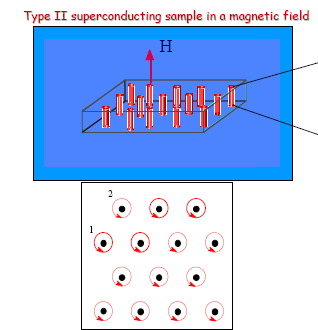 Type II superconducting sample in a magnetic field
H
2
1